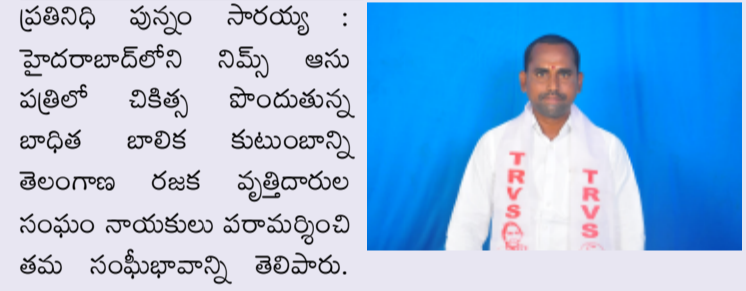 ప్రతినిధి పున్నం సారయ్య :
హైదరాబాద్‌లోని నిమ్స్ ఆసు
పత్రిలో చికిత్స పొందుతున్న
బాధిత బాలిక కుటుంబాన్ని
తెలంగాణ రజక వృత్తిదారుల
సంఘం నాయకులు పరామర్శించి
తమ సంఘీభావాన్ని తెలిపారు.
TRVS
TRVS